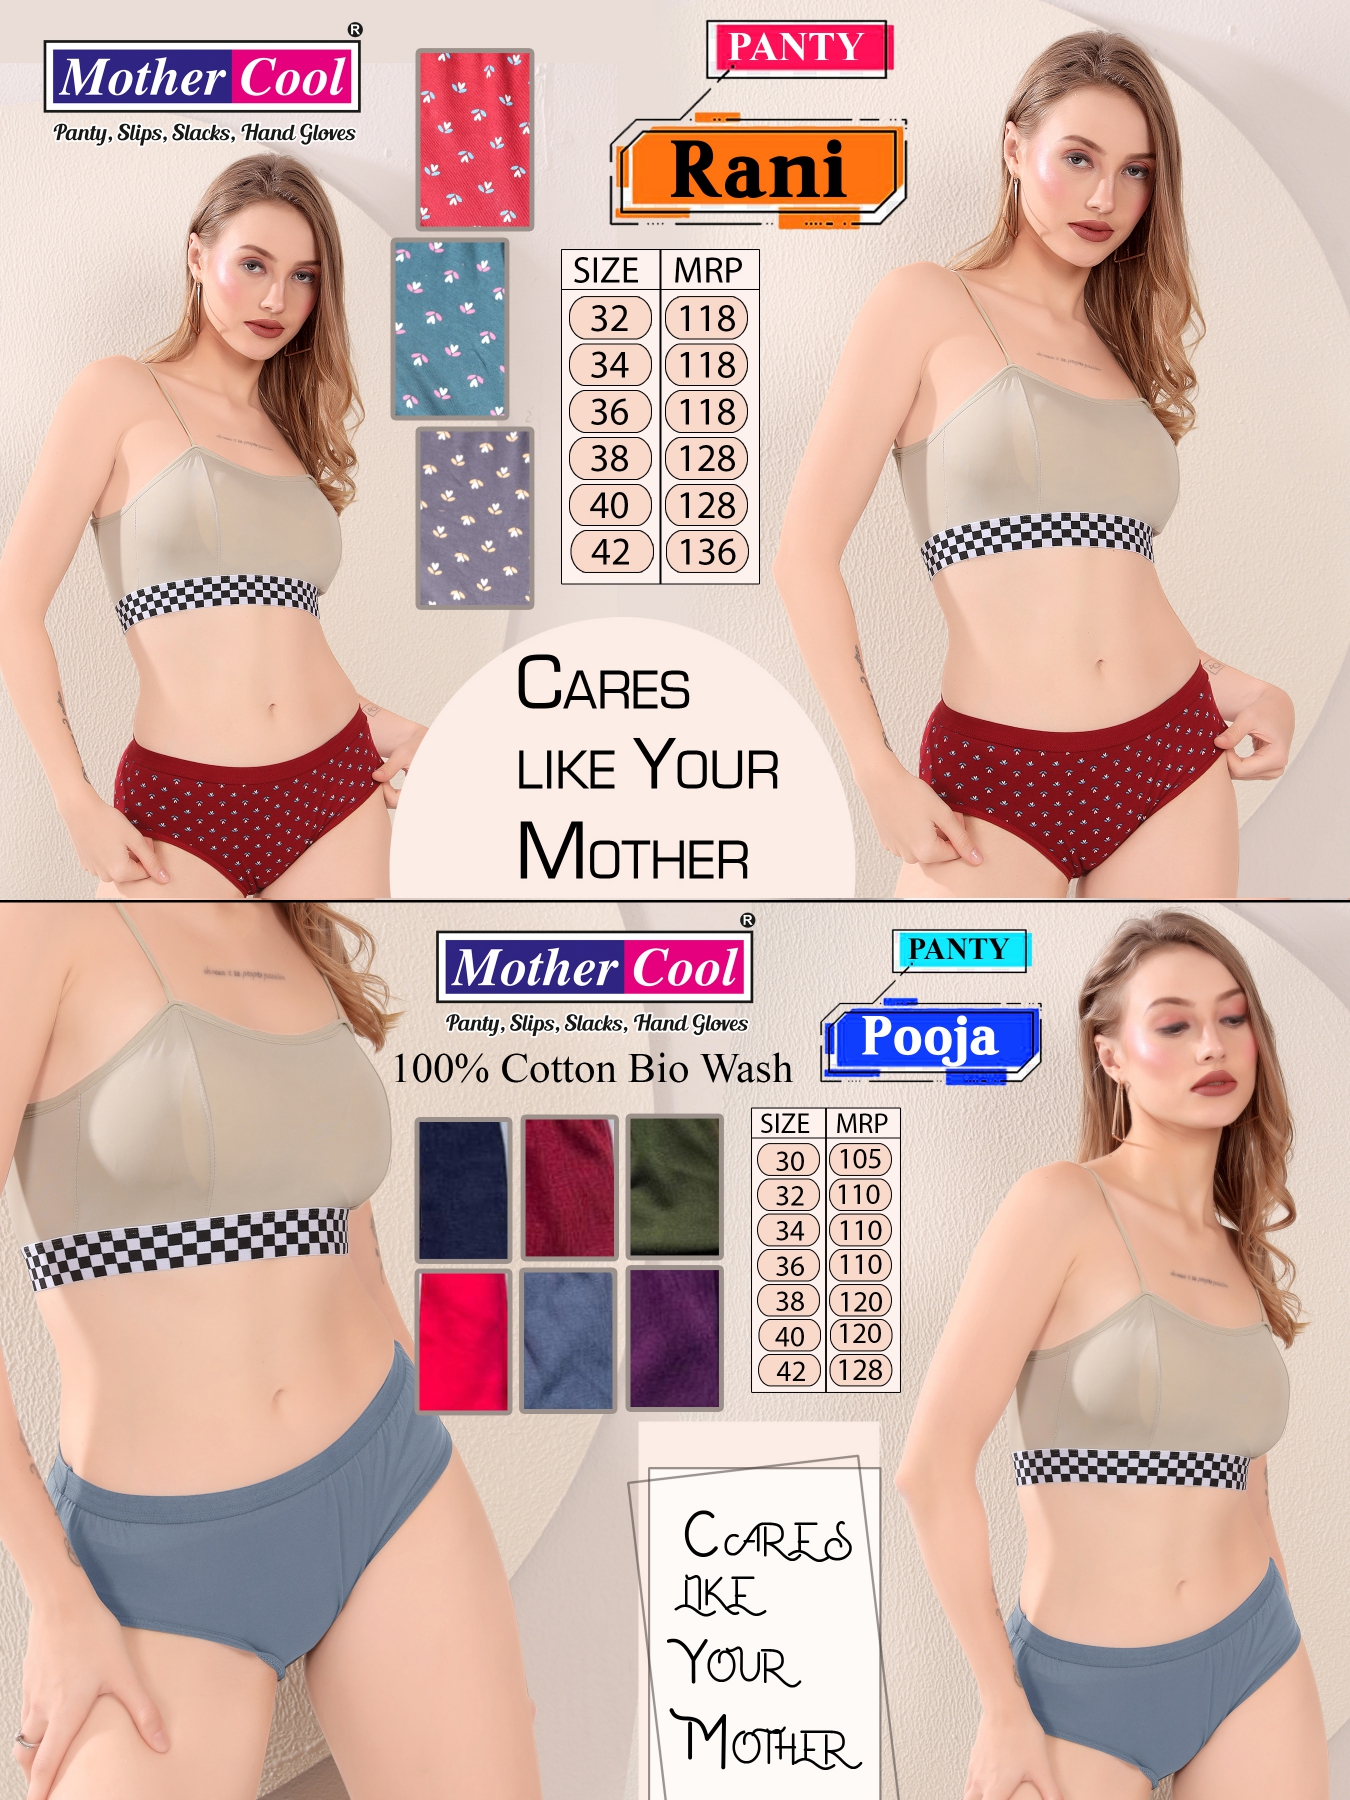 Mother Cool ®
Panty, Slips, Slacks, Hand Gloves
PANTY
Rani
SIZE MRP
32 118
34 118
36 118
38 128
40 128
42 136
CARES
LIKE YOUR
MOTHER
Mother Cool ®
Panty, Slips, Slacks, Hand Gloves
100% Cotton Bio Wash
PANTY
Pooja
SIZE MRP
30 105
32 110
34 110
36 110
38 120
40 120
42 128
CARES
LIKE
YOUR
MOTHER